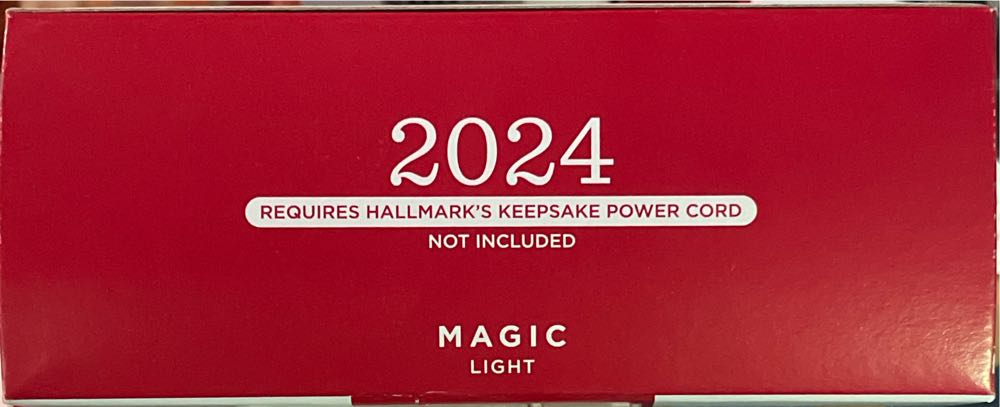 2024
REQUIRES HALLMARK'S KEEPSAKE POWER CORD
NOT INCLUDED
MAGIC
LIGHT